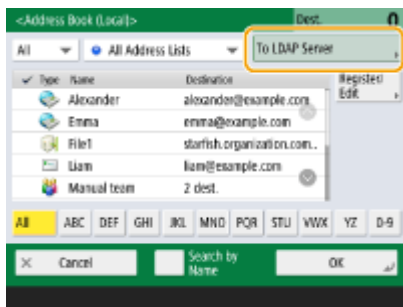 <Address Book (Local)>
Dest. 0
All
All Address Lists
To LDAP Server
Type Name Destination
Register/
Edit
Alexander alexander@example.com
Emma emma@example.com
File1 starfish.organization.com..
Liam liam@example.com
Manual team 2 dest.
All ABC DEF GHI JKL MNO PQR STU VWX YZ 0-9
× Cancel
Search by
Name
OK